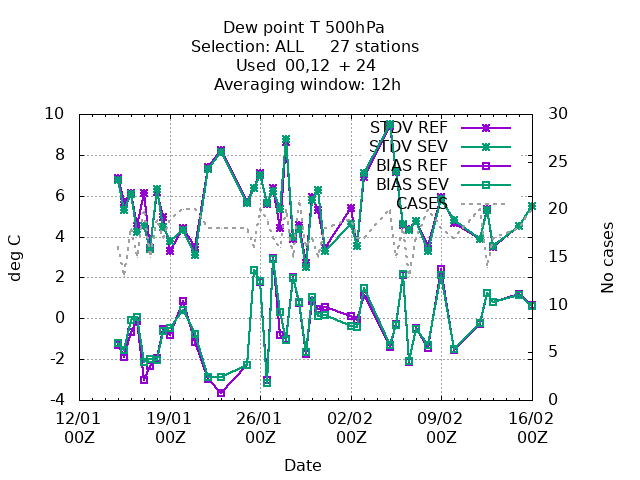 Dew point T 500hPa
Selection: ALL     27 stations
Used  00,12  + 24
Averaging window: 12h
10
8
6
4
2
0
-2
-4
deg C
30
25
20
15
10
5
0
No cases
STDV REF
STDV SEV
BIAS REF
BIAS SEV
CASES
12/01 19/01 26/01 02/02 09/02 16/02
00Z 00Z 00Z 00Z 00Z 00Z
Date